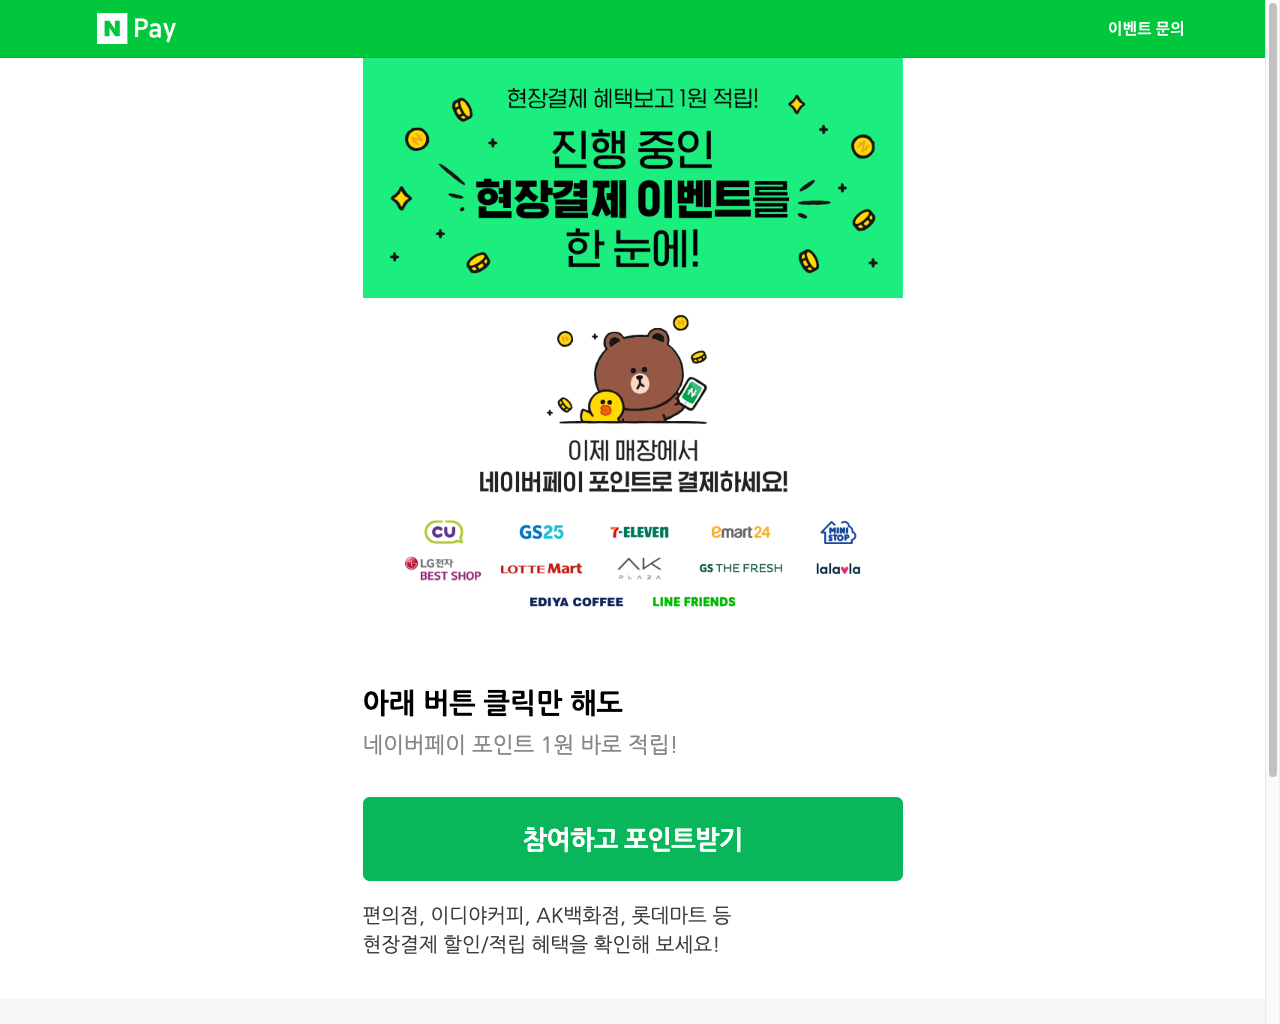 N Pay
이벤트 문의
현장결제 혜택보고 1원 적립!
진행 중인
현장결제 이벤트를
한 눈에!
이제 매장에서
네이버페이 포인트로 결제하세요!
CU GS25 7-ELEVEN emart24 MINI STOP
LG전자 BEST SHOP LOTTE Mart AK PLAZA GS THE FRESH lalavla
EDIYA COFFEE LINE FRIENDS
아래 버튼 클릭만 해도
네이버페이 포인트 1원 바로 적립!
참여하고 포인트받기
편의점, 이디야커피, AK백화점, 롯데마트 등
현장결제 할인/적립 혜택을 확인해 보세요!